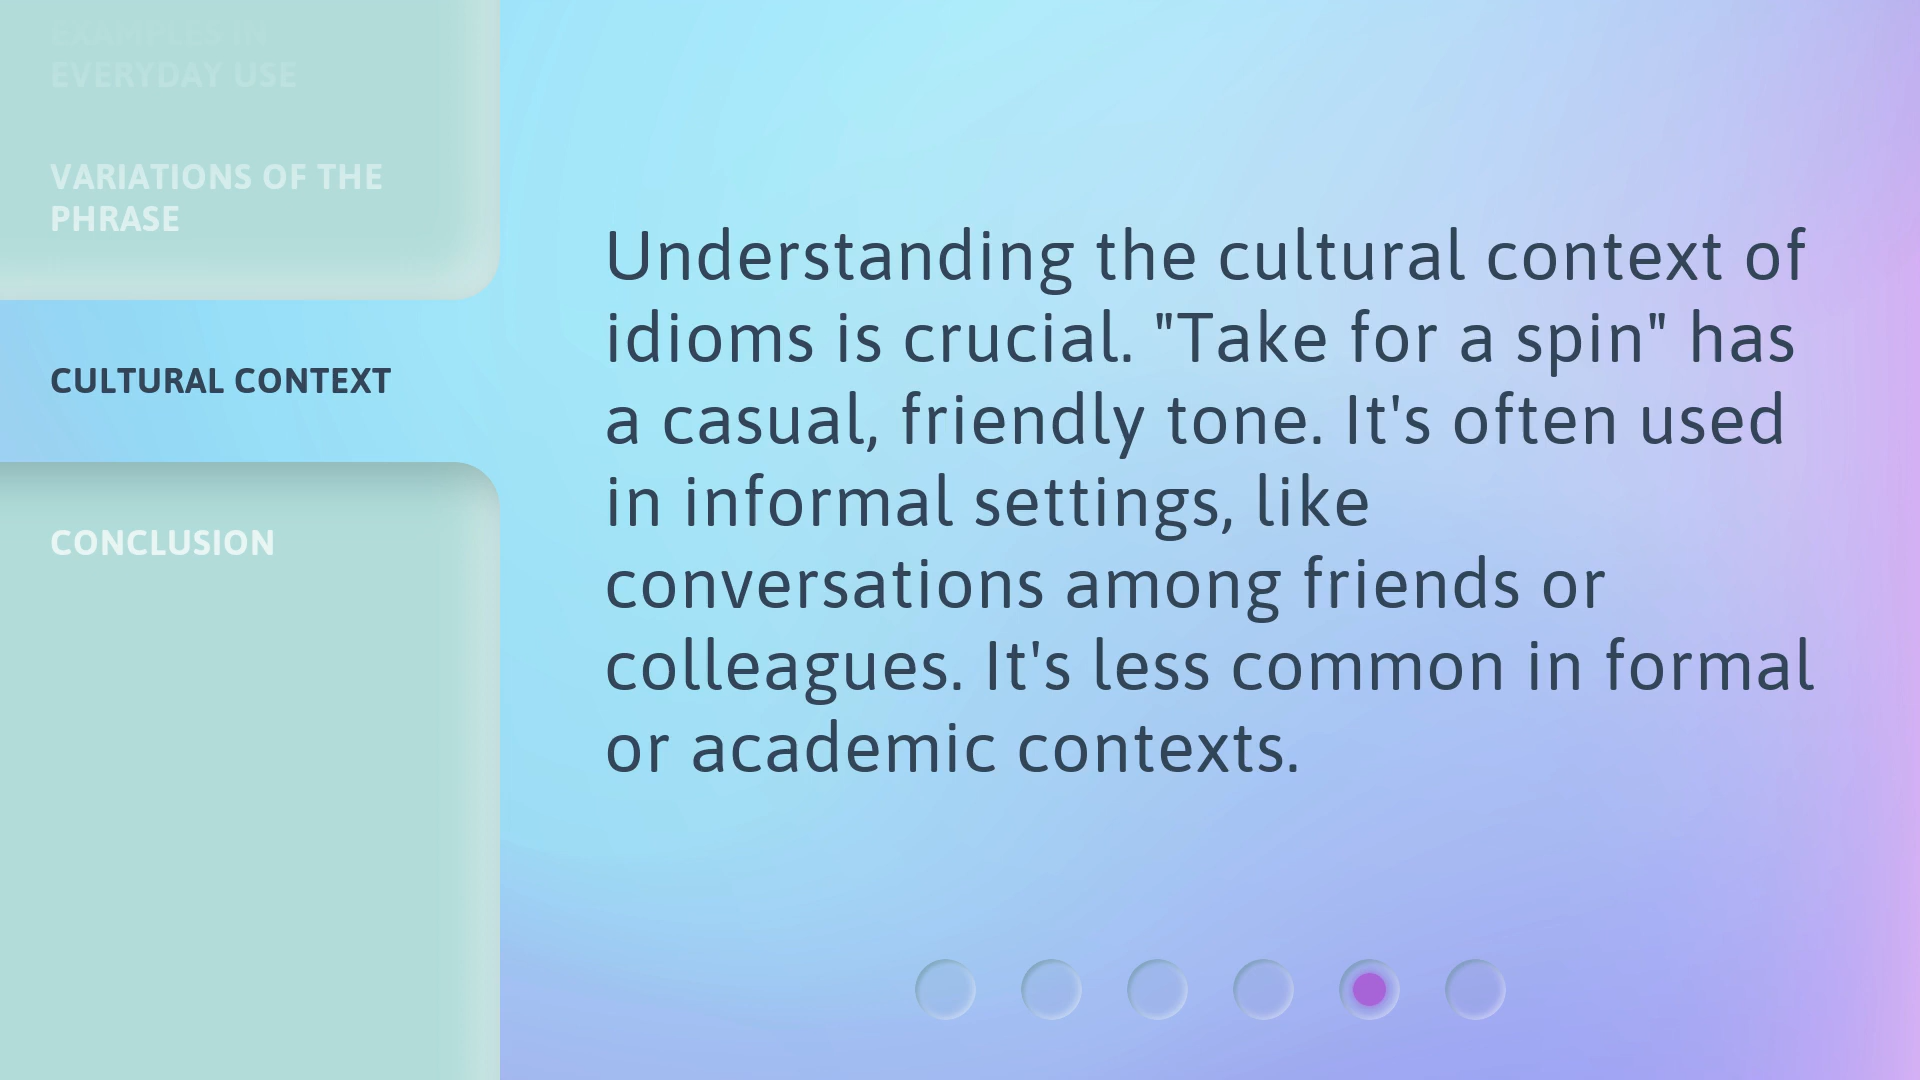 EXAMPLES IN
EVERYDAY USE
VARIATIONS OF THE
PHRASE
CULTURAL CONTEXT
CONCLUSION
Understanding the cultural context of
idioms is crucial. "Take for a spin" has
a casual, friendly tone. It's often used
in informal settings, like
conversations among friends or
colleagues. It's less common in formal
or academic contexts.